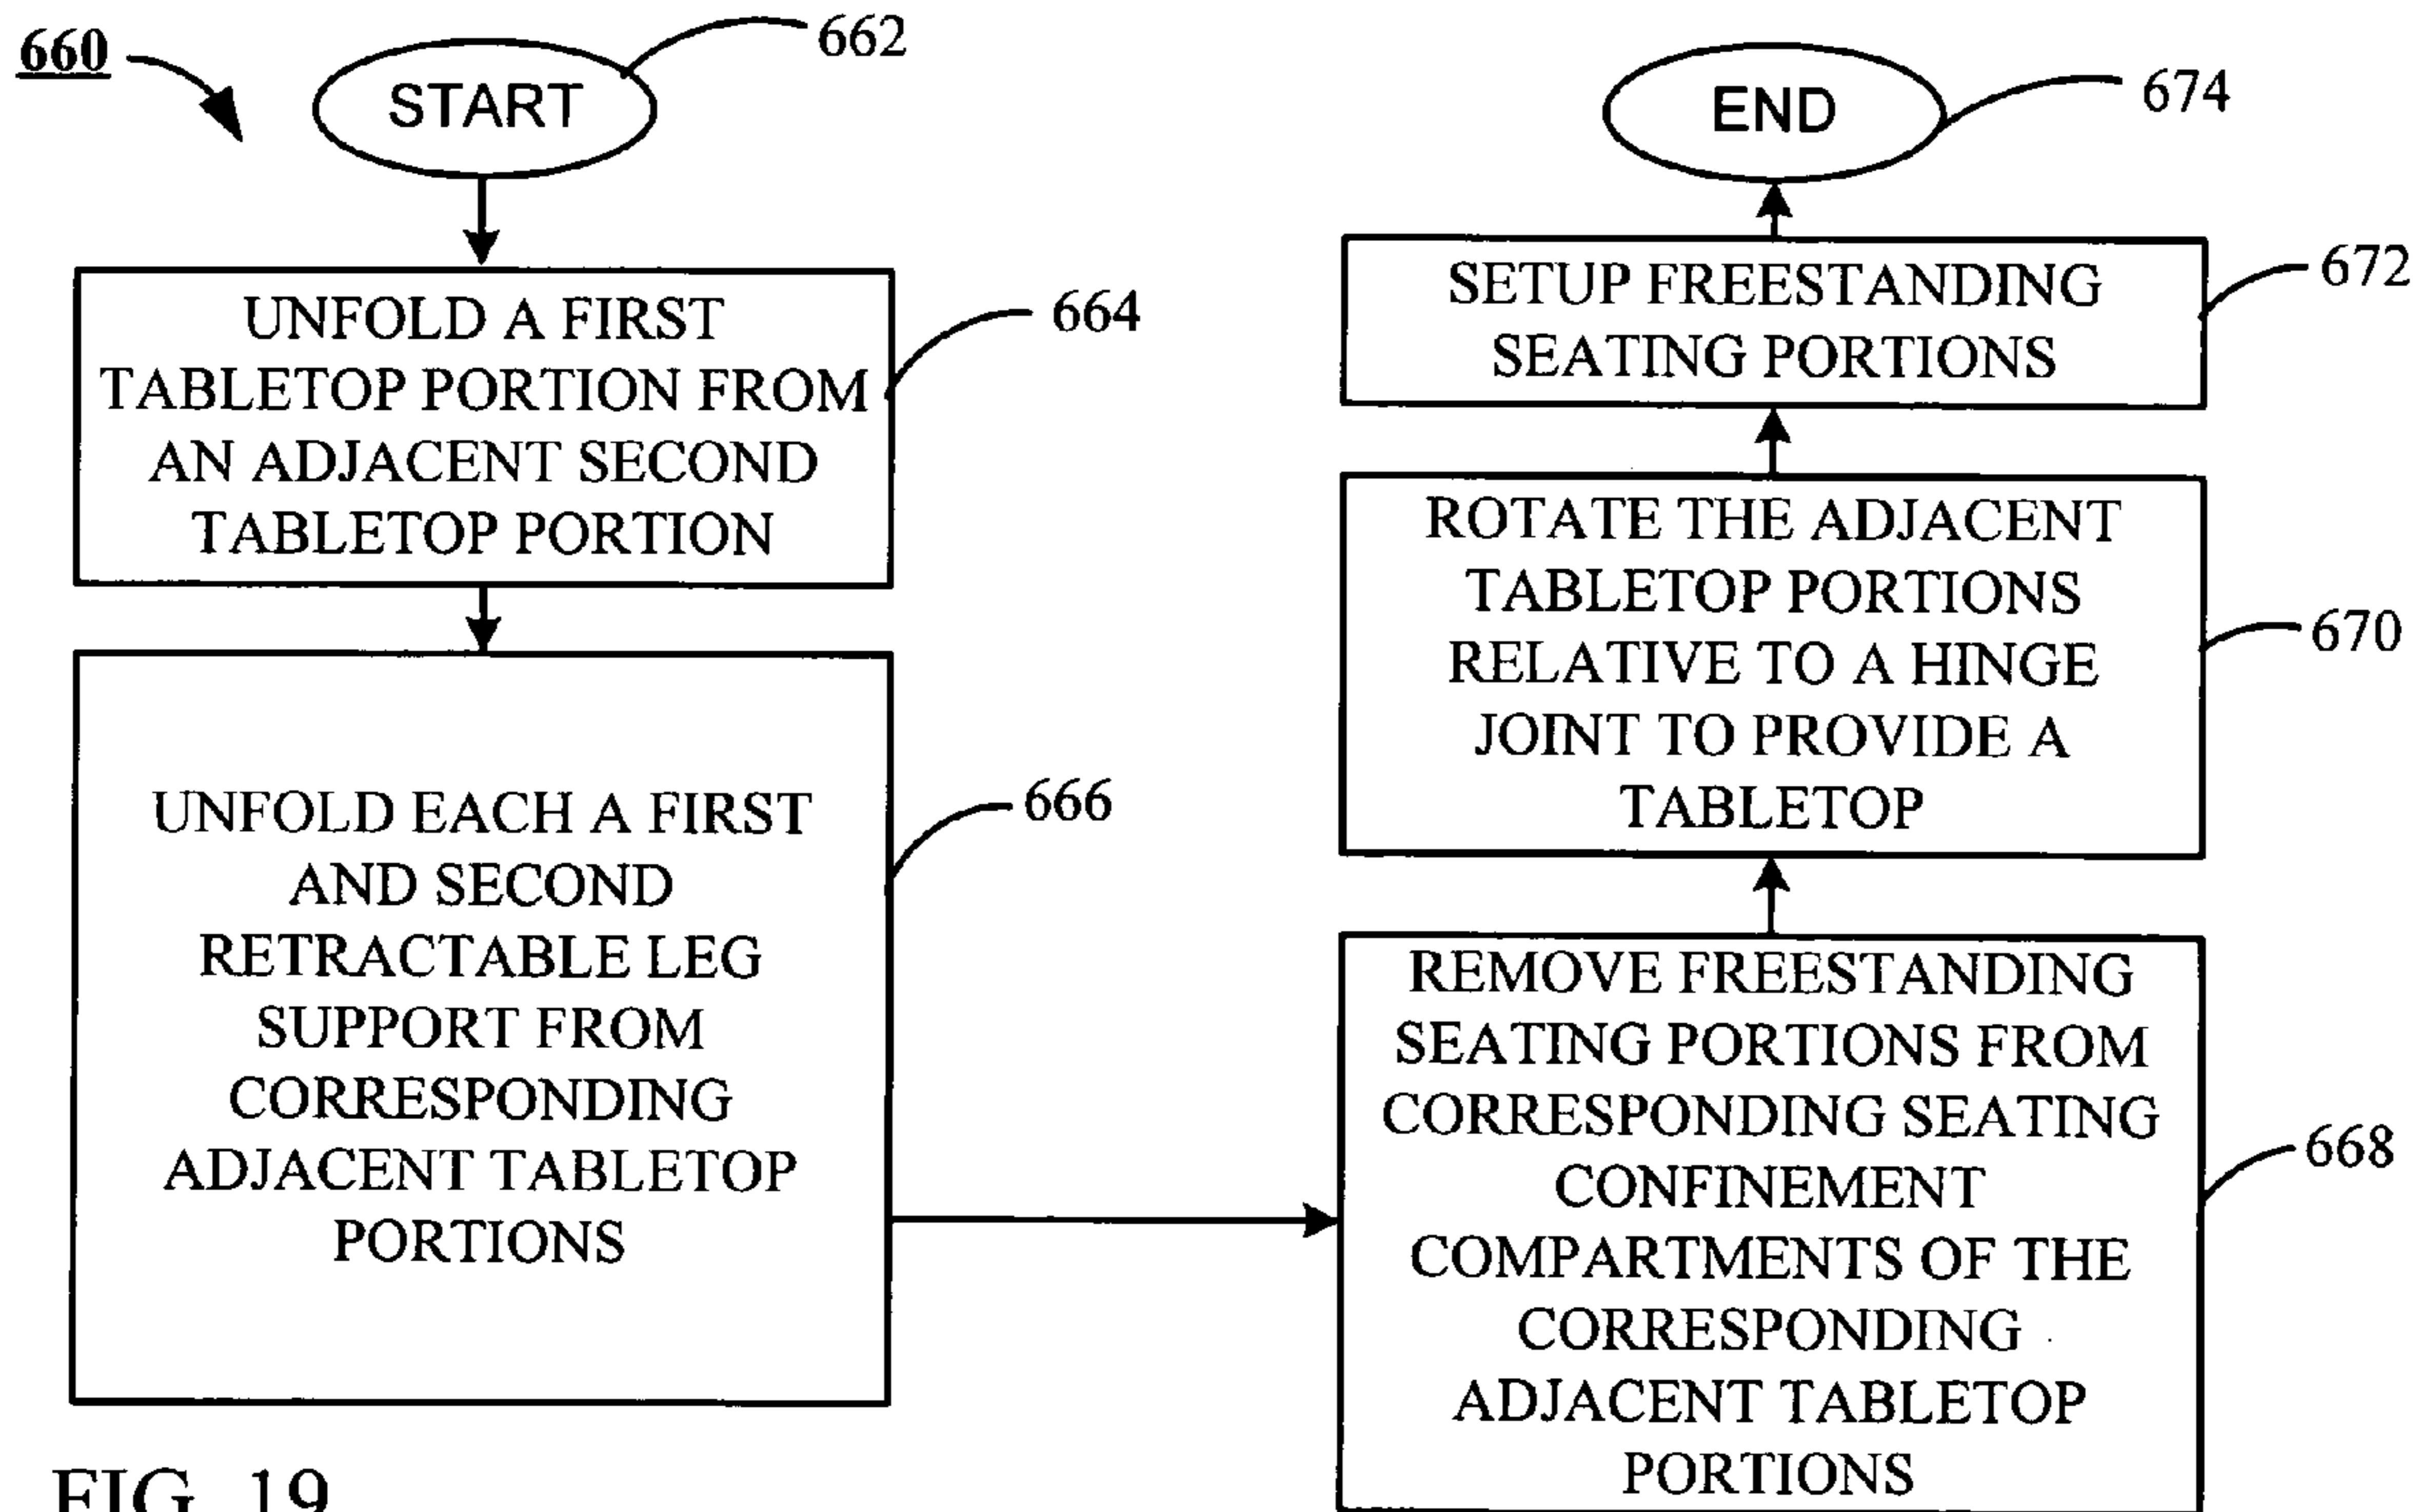 660
START
662
UNFOLD A FIRST
TABLETOP PORTION FROM
AN ADJACENT SECOND
TABLETOP PORTION
664
UNFOLD EACH A FIRST
AND SECOND
RETRACTABLE LEG
SUPPORT FROM
CORRESPONDING
ADJACENT TABLETOP
PORTIONS
666
REMOVE FREESTANDING
SEATING PORTIONS FROM
CORRESPONDING SEATING
CONFINEMENT
COMPARTMENTS OF THE
CORRESPONDING
ADJACENT TABLETOP
PORTIONS
668
ROTATE THE ADJACENT
TABLETOP PORTIONS
RELATIVE TO A HINGE
JOINT TO PROVIDE A
TABLETOP
670
SETUP FREESTANDING
SEATING PORTIONS
672
END
674
FIG. 19